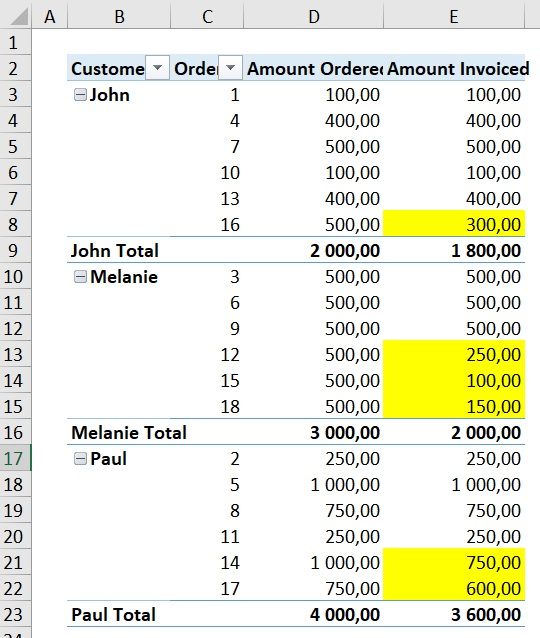 A B C D E
1
2 Custome Orde Amount Ordere Amount Invoiced
3 John 1 100,00 100,00
4 4 400,00 400,00
5 7 500,00 500,00
6 10 100,00 100,00
7 13 400,00 400,00
8 16 500,00 300,00
9 John Total 2 000,00 1 800,00
10 Melanie 3 500,00 500,00
11 6 500,00 500,00
12 9 500,00 500,00
13 12 500,00 250,00
14 15 500,00 100,00
15 18 500,00 150,00
16 Melanie Total 3 000,00 2 000,00
17 Paul 2 250,00 250,00
18 5 1 000,00 1 000,00
19 8 750,00 750,00
20 11 250,00 250,00
21 14 1 000,00 750,00
22 17 750,00 600,00
23 Paul Total 4 000,00 3 600,00